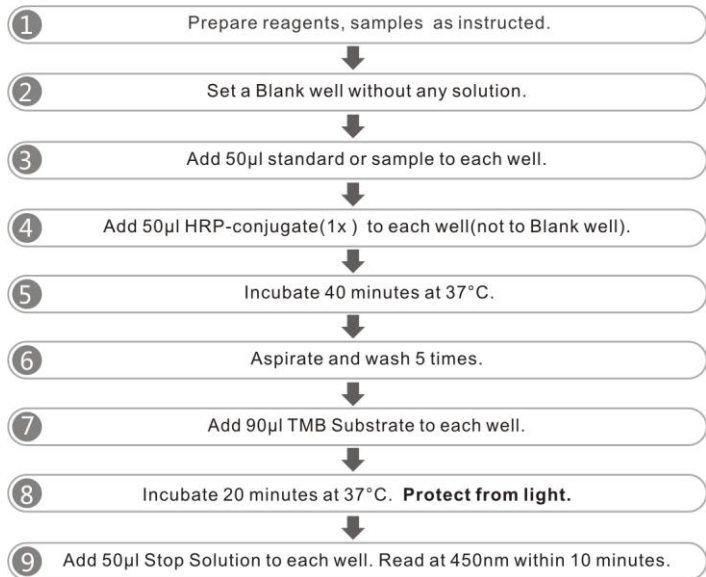 1 Prepare reagents, samples as instructed.
2 Set a Blank well without any solution.
3 Add 50μl standard or sample to each well.
4 Add 50μl HRP-conjugate(1x ) to each well(not to Blank well).
5 Incubate 40 minutes at 37°C.
6 Aspirate and wash 5 times.
7 Add 90μl TMB Substrate to each well.
8 Incubate 20 minutes at 37°C. Protect from light.
9 Add 50μl Stop Solution to each well. Read at 450nm within 10 minutes.